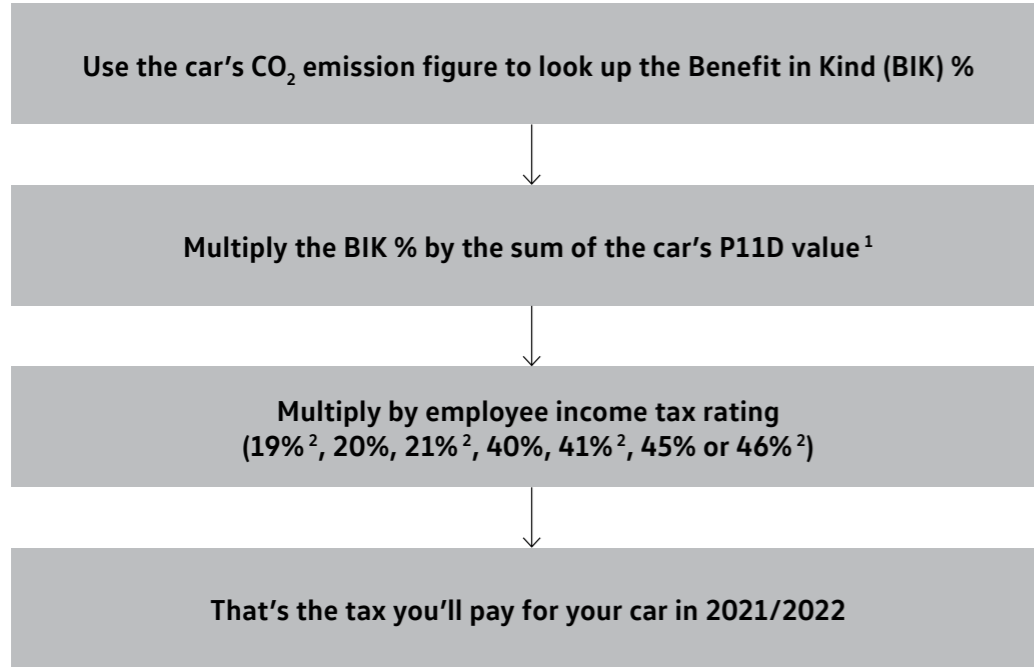 Use the car's CO₂ emission figure to look up the Benefit in Kind (BIK) %
Multiply the BIK % by the sum of the car's P11D value ¹
Multiply by employee income tax rating
(19% ², 20%, 21% ², 40%, 41% ², 45% or 46% ²)
That's the tax you'll pay for your car in 2021/2022